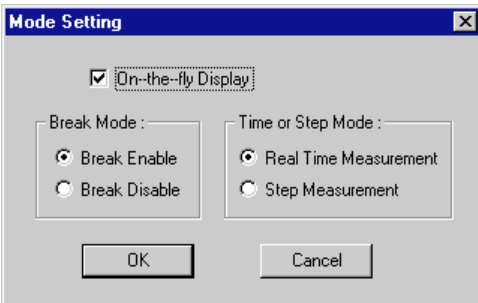 Mode Setting
On--the--fly Display
Break Mode :
Break Enable
Break Disable
Time or Step Mode :
Real Time Measurement
Step Measurement
OK
Cancel